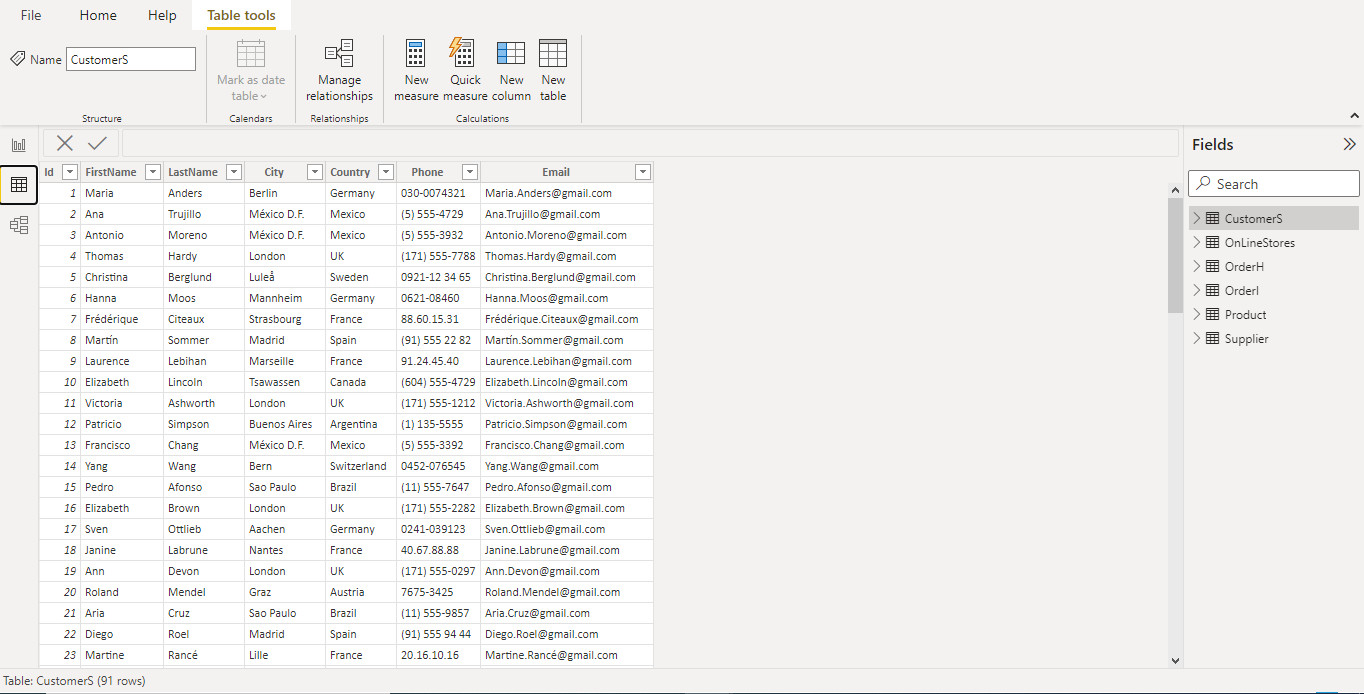 File Home Help Table tools
Name CustomerS
Mark as date table
Manage relationships
New measure
Quick measure
New column
New table
Structure Calendars Relationships Calculations
Fields
Search
CustomerS
OnLineStores
OrderH
OrderI
Product
Supplier
Id FirstName LastName City Country Phone Email
1 Maria Anders Berlin Germany 030-0074321 Maria.Anders@gmail.com
2 Ana Trujillo México D.F. Mexico (5) 555-4729 Ana.Trujillo@gmail.com
3 Antonio Moreno México D.F. Mexico (5) 555-3932 Antonio.Moreno@gmail.com
4 Thomas Hardy London UK (171) 555-7788 Thomas.Hardy@gmail.com
5 Christina Berglund Luleå Sweden 0921-12 34 65 Christina.Berglund@gmail.com
6 Hanna Moos Mannheim Germany 0621-08460 Hanna.Moos@gmail.com
7 Frédérique Citeaux Strasbourg France 88.60.15.31 Frédérique.Citeaux@gmail.com
8 Martín Sommer Madrid Spain (91) 555 22 82 Martín.Sommer@gmail.com
9 Laurence Lebihan Marseille France 91.24.45.40 Laurence.Lebihan@gmail.com
10 Elizabeth Lincoln Tsawassen Canada (604) 555-4729 Elizabeth.Lincoln@gmail.com
11 Victoria Ashworth London UK (171) 555-1212 Victoria.Ashworth@gmail.com
12 Patricio Simpson Buenos Aires Argentina (1) 135-5555 Patricio.Simpson@gmail.com
13 Francisco Chang México D.F. Mexico (5) 555-3392 Francisco.Chang@gmail.com
14 Yang Wang Bern Switzerland 0452-076545 Yang.Wang@gmail.com
15 Pedro Afonso Sao Paulo Brazil (11) 555-7647 Pedro.Afonso@gmail.com
16 Elizabeth Brown London UK (171) 555-2282 Elizabeth.Brown@gmail.com
17 Sven Ottlieb Aachen Germany 0241-039123 Sven.Ottlieb@gmail.com
18 Janine Labrune Nantes France 40.67.88.88 Janine.Labrune@gmail.com
19 Ann Devon London UK (171) 555-0297 Ann.Devon@gmail.com
20 Roland Mendel Graz Austria 7675-3425 Roland.Mendel@gmail.com
21 Aria Cruz Sao Paulo Brazil (11) 555-9857 Aria.Cruz@gmail.com
22 Diego Roel Madrid Spain (91) 555 94 44 Diego.Roel@gmail.com
23 Martine Rancé Lille France 20.16.10.16 Martine.Rancé@gmail.com
Table: CustomerS (91 rows)